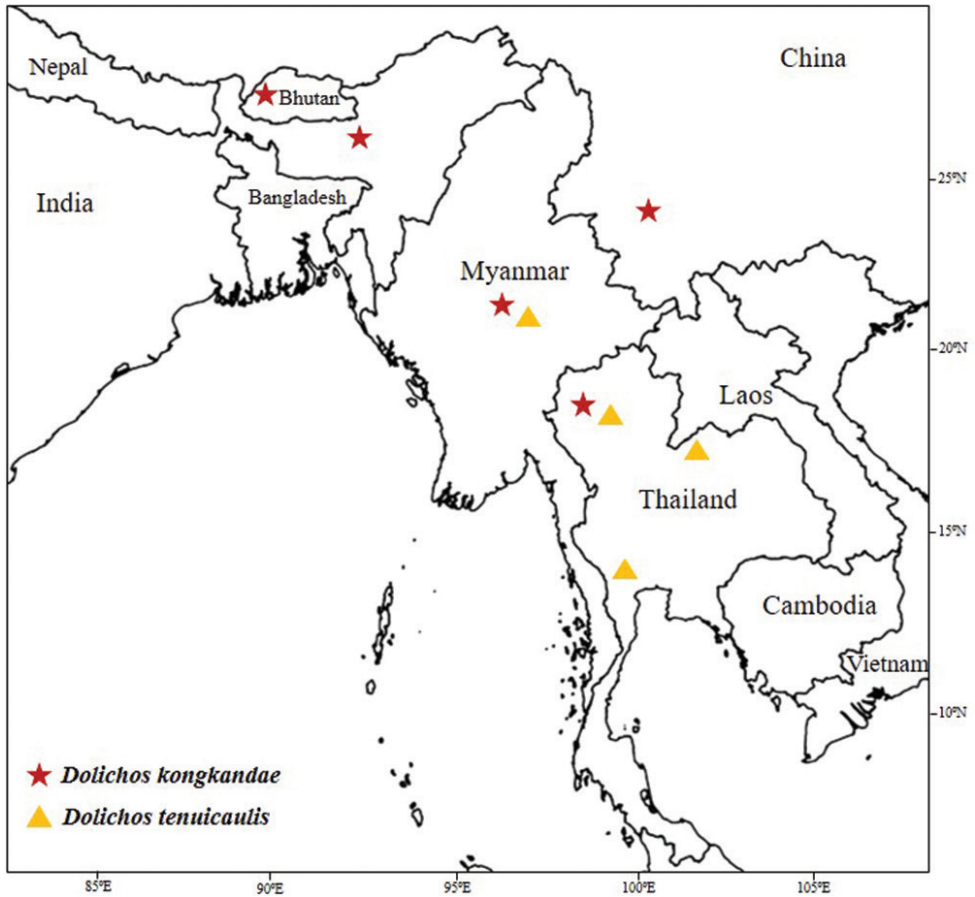 China
Nepal
Bhutan
25°N
Bangladesh
India
Myanmar
20°N
Laos
Thailand
15°N
Cambodia
Vietnam
10°N
Dolichos kongkandae
Dolichos tenuicaulis
85°E 90°E 95°E 100°E 105°E